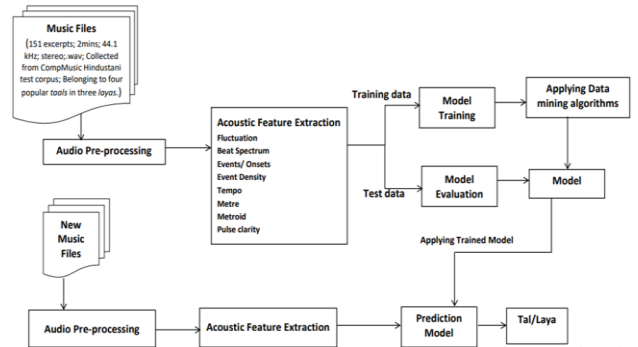 Music Files
(151 excerpts; 2mins; 44.1
kHz; stereo;.wav; Collected
from CompMusic Hindustani
test corpus; Belonging to four
popular taals in three layas.)
Audio Pre-processing
Acoustic Feature Extraction
Fluctuation
Beat Spectrum
Events/ Onsets
Event Density
Tempo
Metre
Metroid
Pulse clarity
Training data
Model
Training
Applying Data
mining algorithms
Test data
Model
Evaluation
Model
Applying Trained Model
New
Music
Files
Audio Pre-processing
Acoustic Feature Extraction
Prediction
Model
Tal/Laya